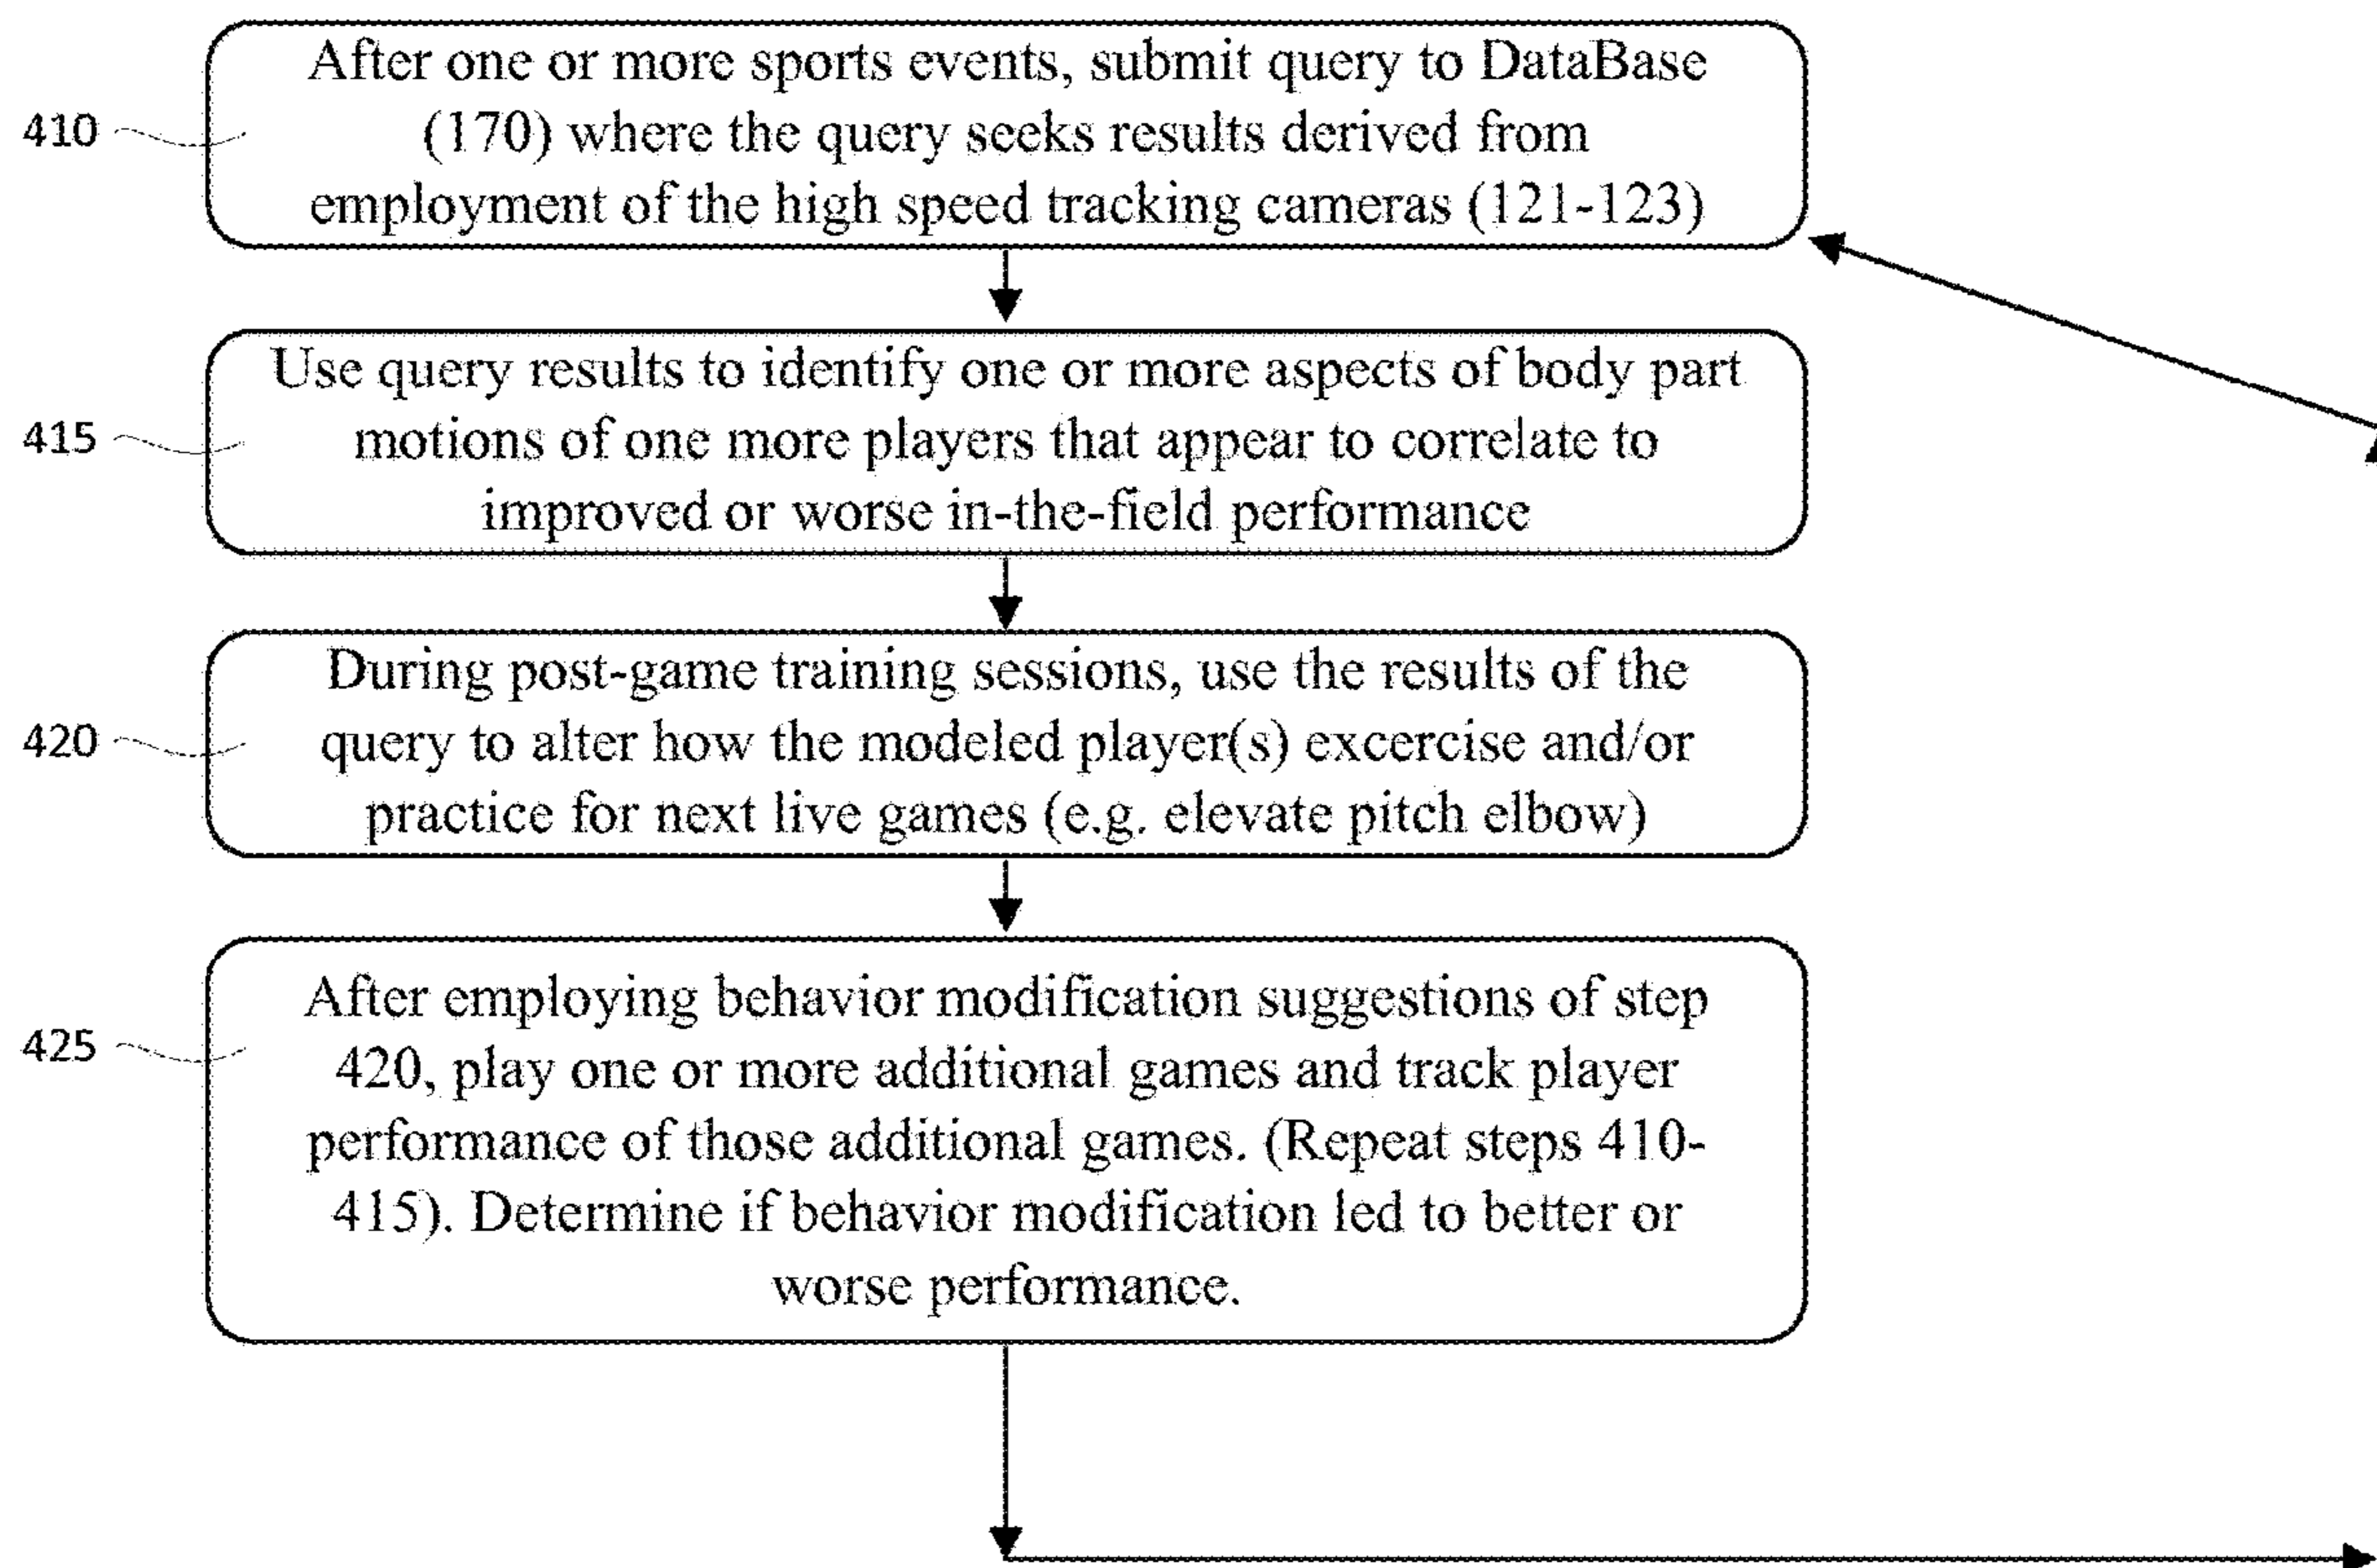 After one or more sports events, submit query to DataBase
410
(170) where the query seeks results derived from
employment of the high speed tracking cameras (121-123)
Use query results to identify one or more aspects of body part
415
motions of one more players that appear to correlate to
improved or worse in-the-field performance
During post-game training sessions, use the results of the
420
query to alter how the modeled player(s) excercise and/or
practice for next live games (e.g. elevate pitch elbow)
After employing behavior modification suggestions of step
425
420, play one or more additional games and track player
performance of those additional games. (Repeat steps 410-
415). Determine if behavior modification led to better or
worse performance.